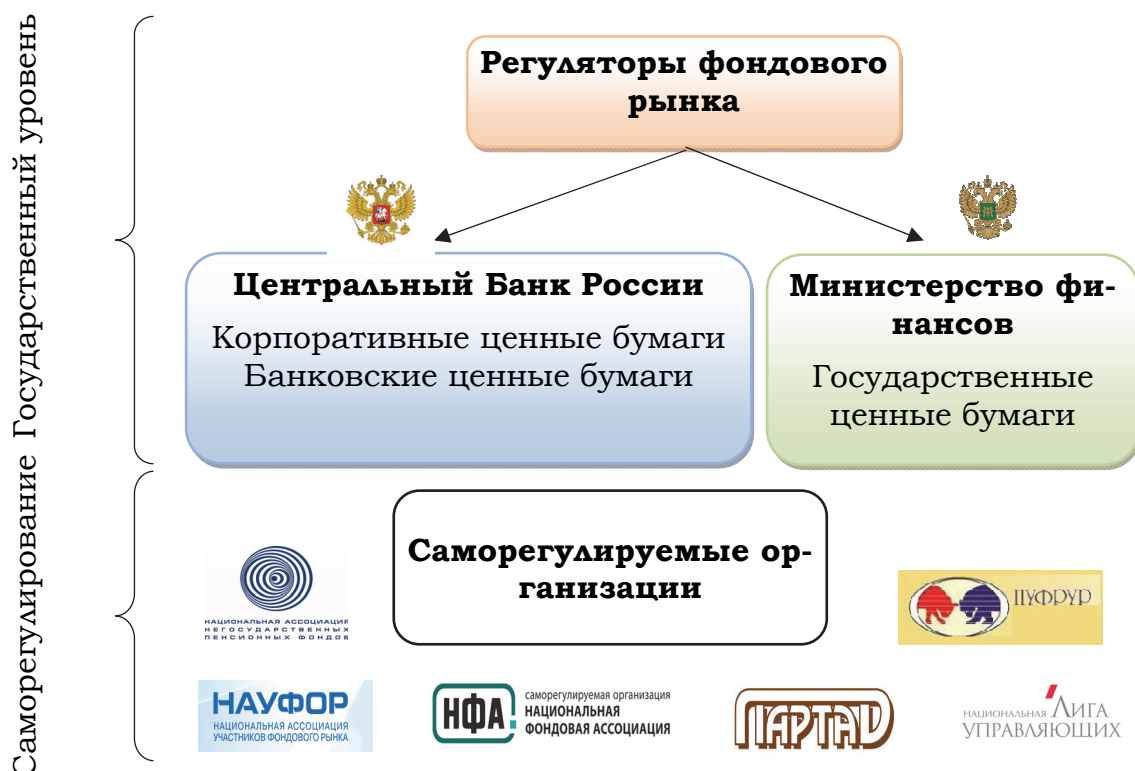 Государственный уровень
Регуляторы фондового
рынка
Центральный Банк России
Корпоративные ценные бумаги
Банковские ценные бумаги
Министерство фи-
нансов
Государственные
ценные бумаги
Саморегулирование
Саморегулируемые ор-
ганизации
НАЦИОНАЛЬНАЯ АССОЦИАЦИЯ
НЕГОСУДАРСТВЕННЫХ
ПЕНСИОННЫХ ФОНДОВ
ПУФРУР
НАУФОР
НАЦИОНАЛЬНАЯ АССОЦИАЦИЯ
УЧАСТНИКОВ ФОНДОВОГО РЫНКА
НФА.
саморегулируемая организация
НАЦИОНАЛЬНАЯ
ФОНДОВАЯ АССОЦИАЦИЯ
ПАРТАД
НАЦИОНАЛЬНАЯ ЛИГА
УПРАВЛЯЮЩИХ